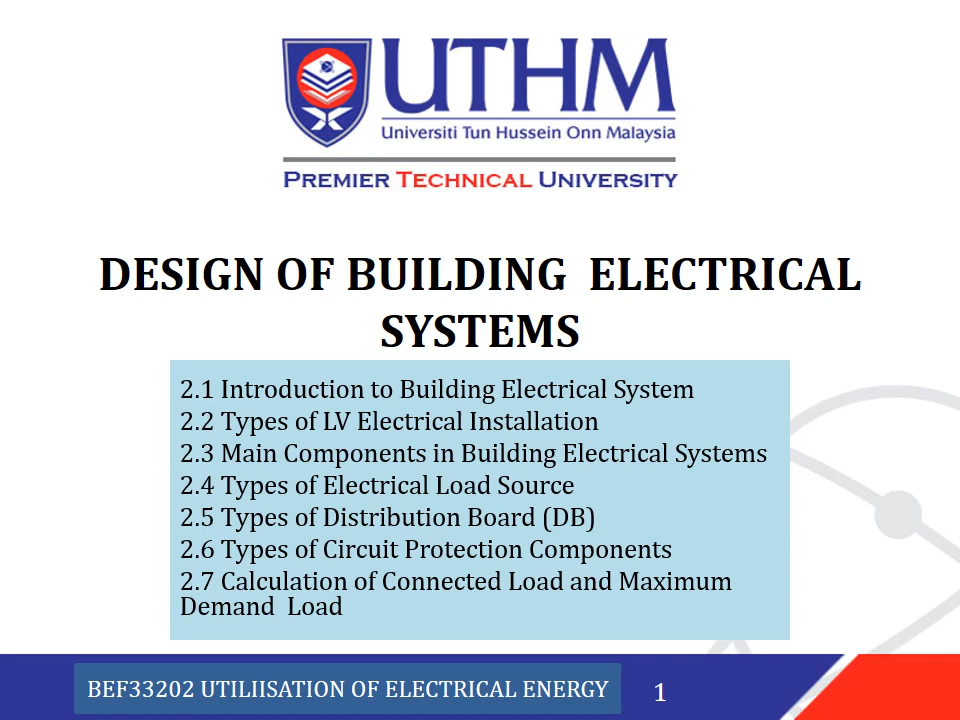 UTHM
Universiti Tun Hussein Onn Malaysia
PREMIER TECHNICAL UNIVERSITY
DESIGN OF BUILDING ELECTRICAL
SYSTEMS
2.1 Introduction to Building Electrical System
2.2 Types of LV Electrical Installation
2.3 Main Components in Building Electrical Systems
2.4 Types of Electrical Load Source
2.5 Types of Distribution Board (DB)
2.6 Types of Circuit Protection Components
2.7 Calculation of Connected Load and Maximum
Demand Load
BEF33202 UTILIISATION OF ELECTRICAL ENERGY
1